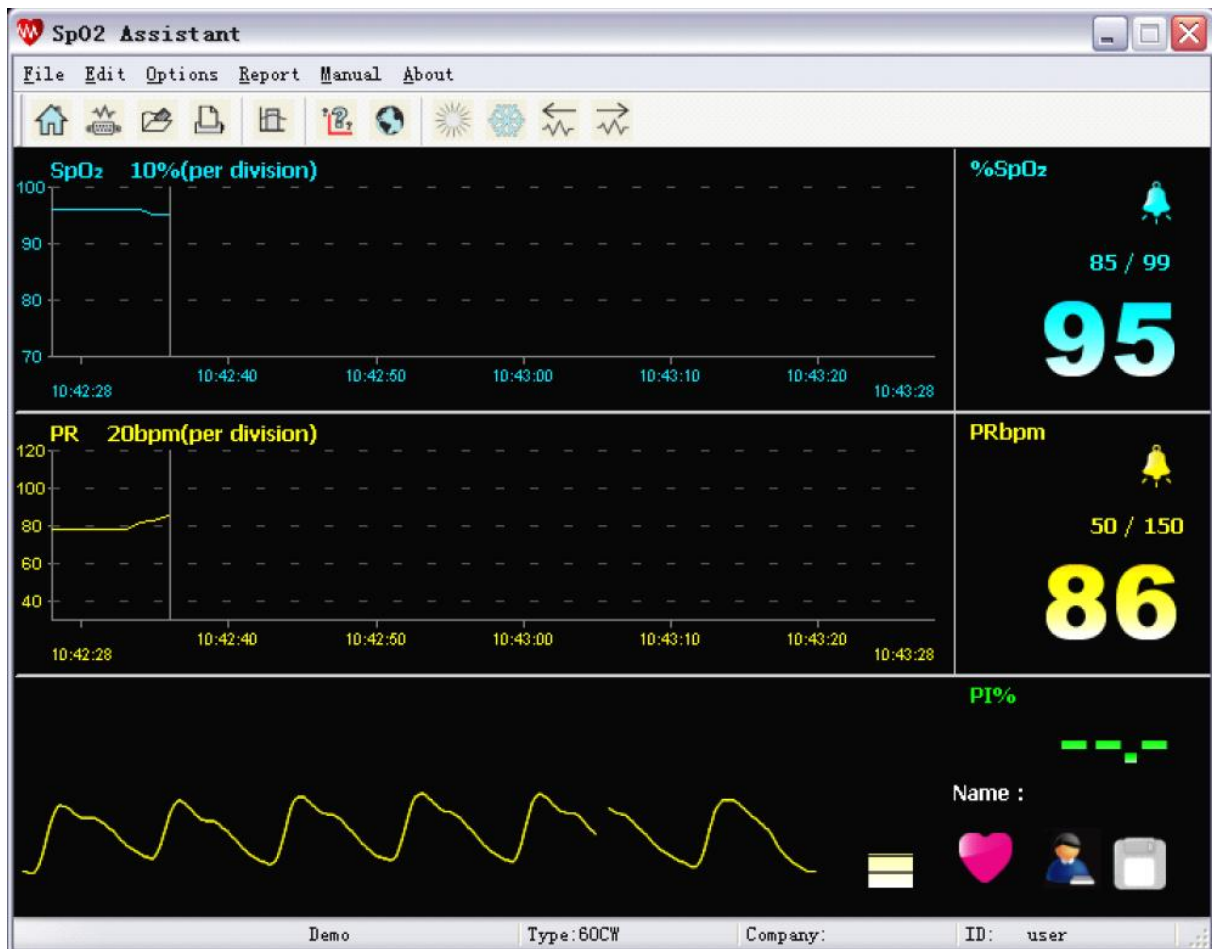 SpO2 Assistant
File Edit Options Report Manual About
SpO₂ 10%(per division)
100
90
80
70
10:42:28 10:42:40 10:42:50 10:43:00 10:43:10 10:43:20 10:43:28
%SpO₂
85 / 99
95
PR 20bpm(per division)
120
100
80
60
40
10:42:28 10:42:40 10:42:50 10:43:00 10:43:10 10:43:20 10:43:28
PRbpm
50 / 150
86
PI%
--.-
Name :
Demo Type:60CW Company: ID: user